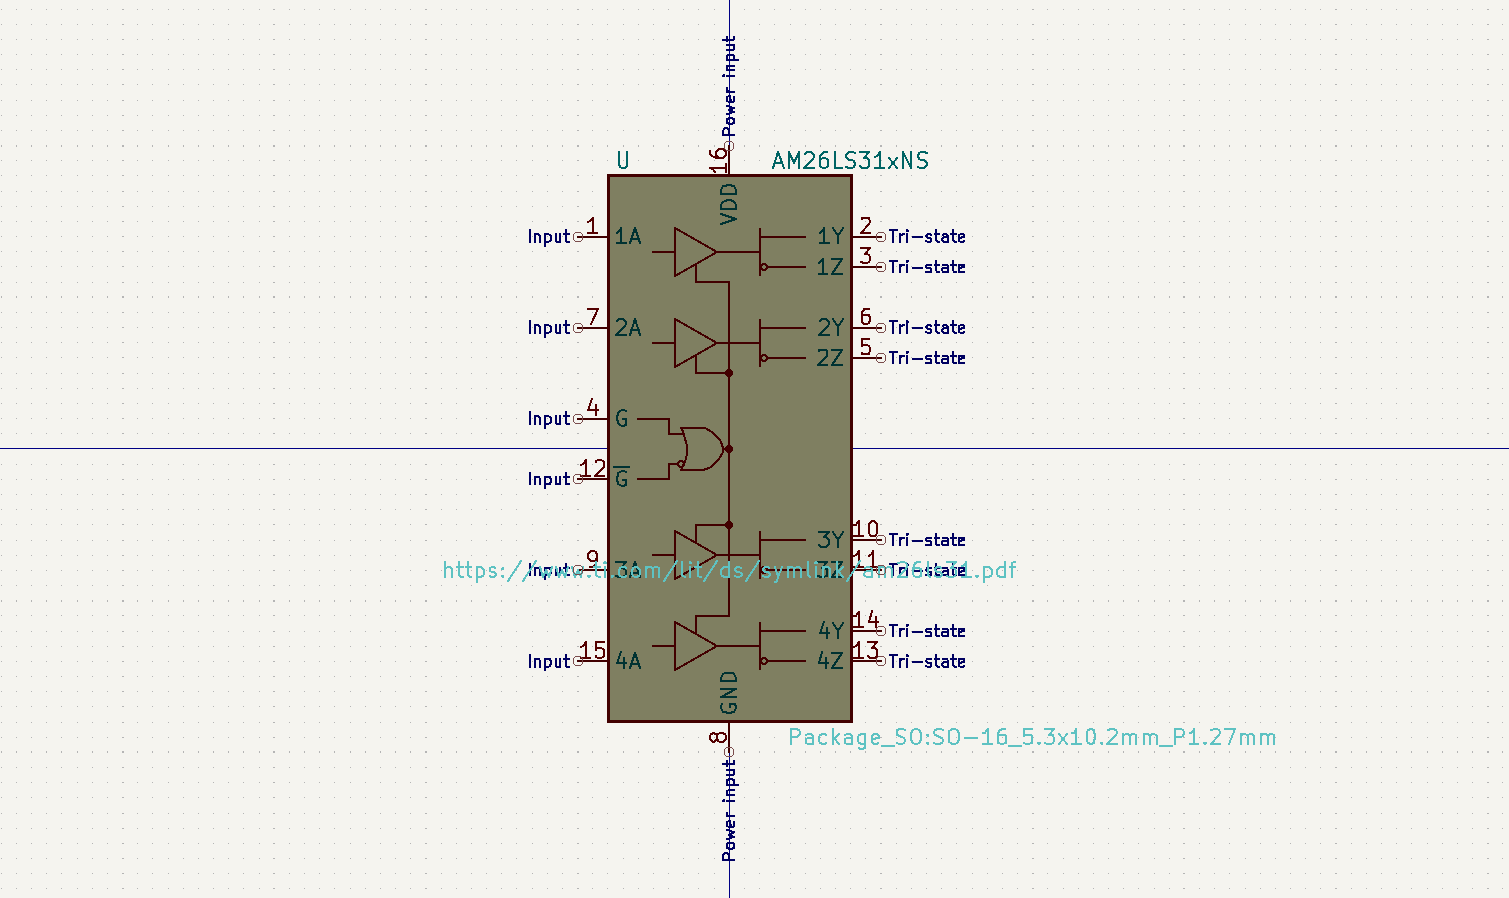 Power input
16
U
AM26LS31xNS
VDD
Input 1 1A
1Y 2 Tri-state
1Z 3 Tri-state
Input 7 2A
2Y 6 Tri-state
2Z 5 Tri-state
Input 4 G
Input 12 G̅
3Y 10 Tri-state
Input 9 3A
3Z 11 Tri-state
https://www.ti.com/lit/ds/symlink/am26ls31.pdf
4Y 14 Tri-state
Input 15 4A
4Z 13 Tri-state
GND
8
Package_SO:SO-16_5.3x10.2mm_P1.27mm
Power input